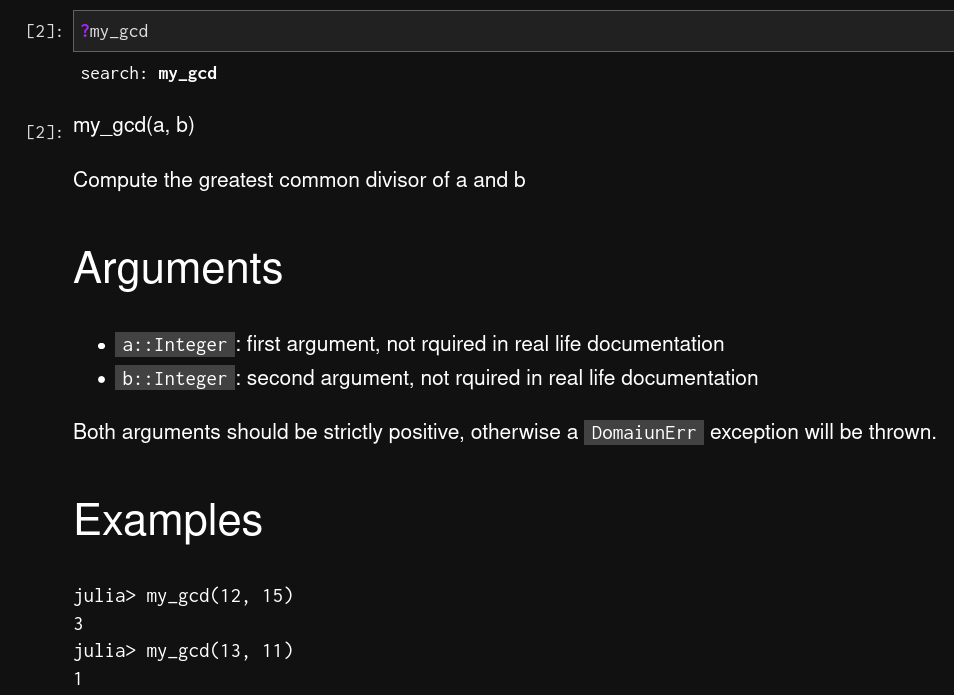 [2]: ?my_gcd
search: my_gcd
[2]: my_gcd(a, b)
Compute the greatest common divisor of a and b
Arguments
• a::Integer : first argument, not rquired in real life documentation
• b::Integer : second argument, not rquired in real life documentation
Both arguments should be strictly positive, otherwise a DomaiunErr exception will be thrown.
Examples
julia> my_gcd(12, 15)
3
julia> my_gcd(13, 11)
1